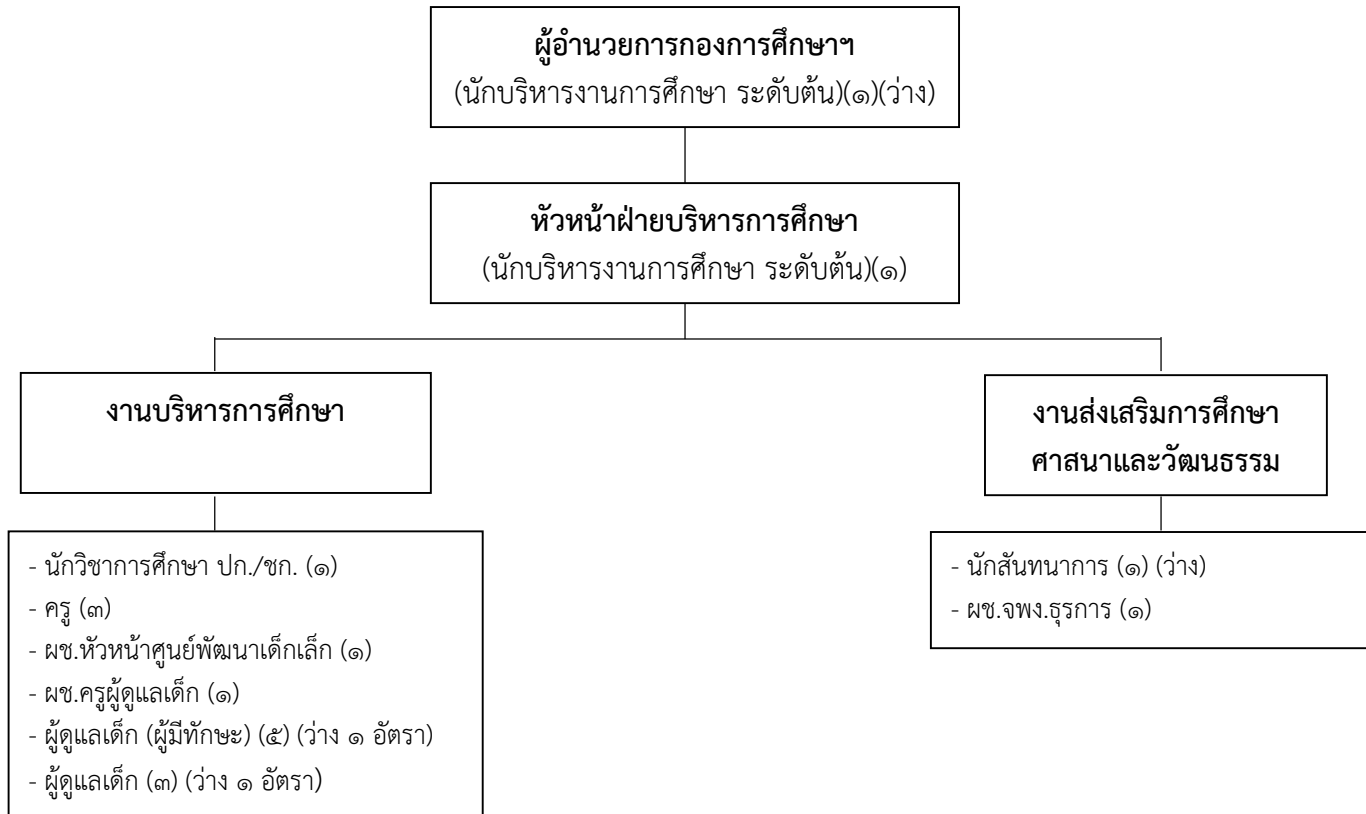 ผู้อำนวยการกองการศึกษาฯ
(นักบริหารงานการศึกษา ระดับต้น)(๑)(ว่าง)
หัวหน้าฝ่ายบริหารการศึกษา
(นักบริหารงานการศึกษา ระดับต้น)(๑)
งานบริหารการศึกษา
- นักวิชาการศึกษา ปก./ชก. (๑)
- ครู (๓)
- ผช.หัวหน้าศูนย์พัฒนาเด็กเล็ก (๑)
- ผช.ครูผู้ดูแลเด็ก (๑)
- ผู้ดูแลเด็ก (ผู้มีทักษะ) (๕) (ว่าง ๑ อัตรา)
- ผู้ดูแลเด็ก (๓) (ว่าง ๑ อัตรา)
งานส่งเสริมการศึกษา
ศาสนาและวัฒนธรรม
- นักสันทนาการ (๑) (ว่าง)
- ผช.จพง.ธุรการ (๑)